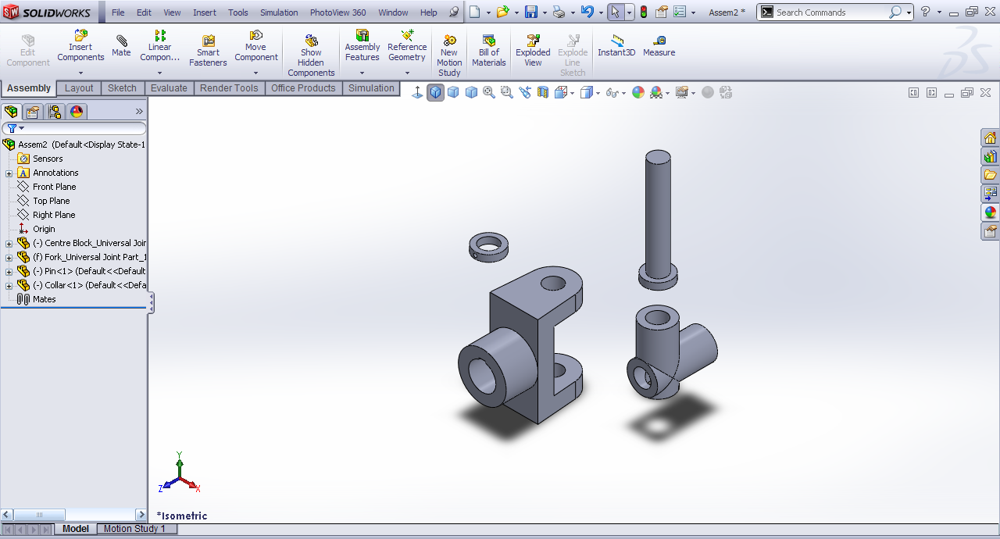 SOLIDWORKS File Edit View Insert Tools Simulation PhotoView 360 Window Help Assem2 * Search Commands ?
Edit Component
Insert Components
Mate
Linear Compon...
Smart Fasteners
Move Component
Show Hidden Components
Assembly Features
Reference Geometry
New Motion Study
Bill of Materials
Exploded View
Explode Line Sketch
Instant3D
Measure
Assembly Layout Sketch Evaluate Render Tools Office Products Simulation
Assem2 (Default<Display State-1
Sensors
A Annotations
Front Plane
Top Plane
Right Plane
Origin
(-) Centre Block_Universal Joir
(f) Fork_Universal Joint Part_1
(-) Pin<1> (Default<<Default
(-) Collar<1> (Default<<Defa
Mates
Y
Z X
*Isometric
Model Motion Study 1